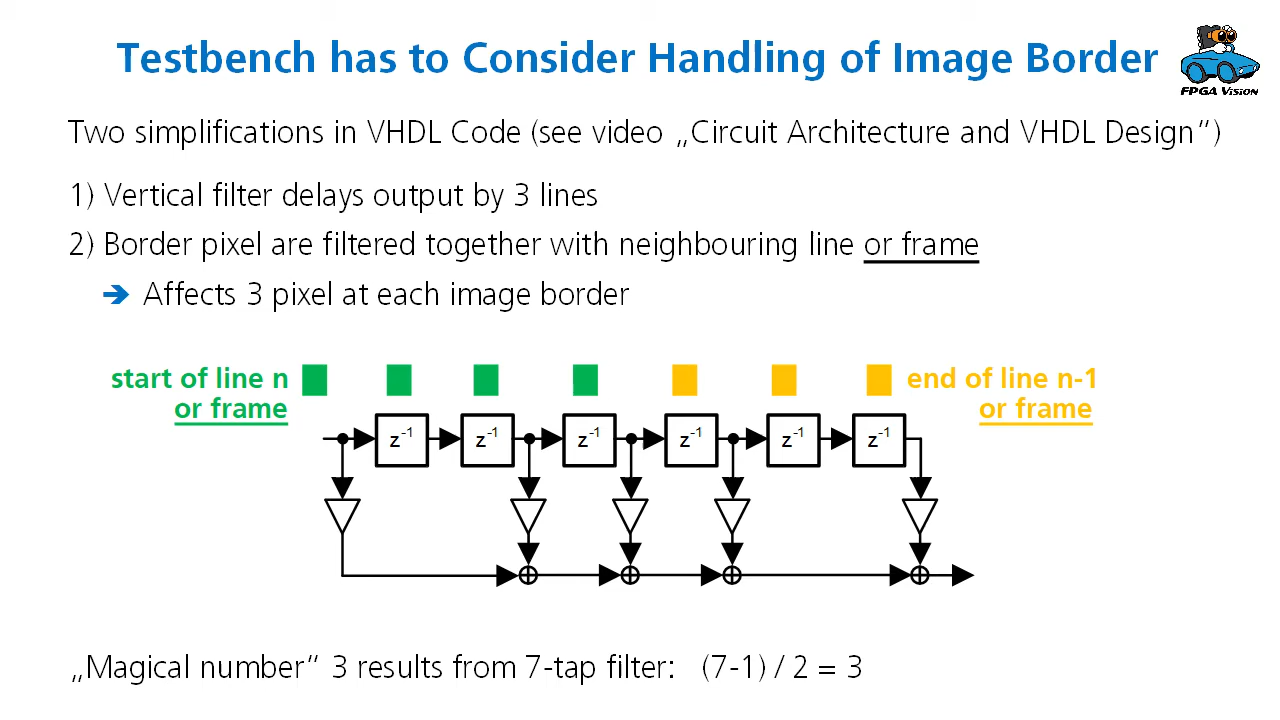 Testbench has to Consider Handling of Image Border
FPGA Vision
Two simplifications in VHDL Code (see video „Circuit Architecture and VHDL Design“)
1) Vertical filter delays output by 3 lines
2) Border pixel are filtered together with neighbouring line or frame
➔ Affects 3 pixel at each image border
start of line n
or frame
end of line n-1
or frame
z⁻¹ z⁻¹ z⁻¹ z⁻¹ z⁻¹ z⁻¹
„Magical number“ 3 results from 7-tap filter: (7-1) / 2 = 3